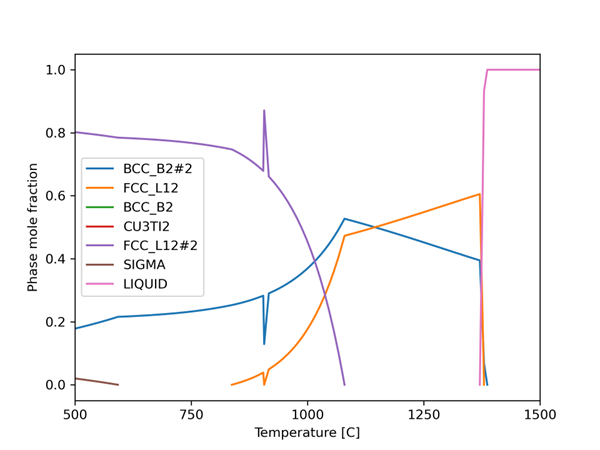 1.0
0.8
0.6
0.4
0.2
0.0
Phase mole fraction
BCC_B2#2
FCC_L12
BCC_B2
CU3TI2
FCC_L12#2
SIGMA
LIQUID
500 750 1000 1250 1500
Temperature [C]